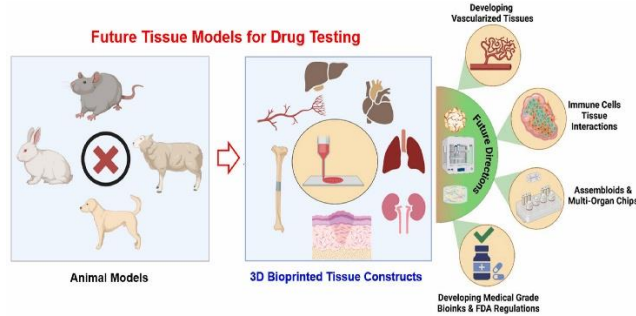 Future Tissue Models for Drug Testing
Animal Models
3D Bioprinted Tissue Constructs
Future Directions
Developing
Vascularized Tissues
Immune Cells
Tissue
Interactions
Assembloids &
Multi-Organ Chips
Developing Medical Grade
Bioinks & FDA Regulations